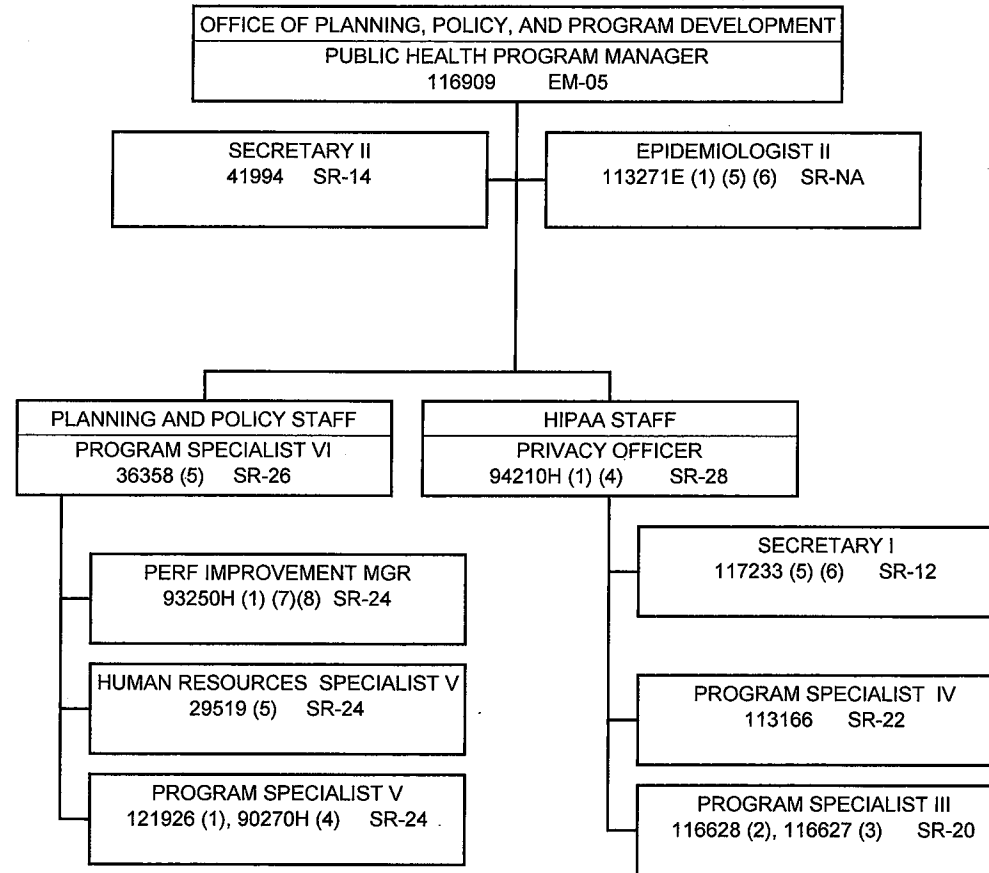 OFFICE OF PLANNING, POLICY, AND PROGRAM DEVELOPMENT
PUBLIC HEALTH PROGRAM MANAGER
116909 EM-05
SECRETARY II
41994 SR-14
EPIDEMIOLOGIST II
113271E (1) (5) (6) SR-NA
PLANNING AND POLICY STAFF
PROGRAM SPECIALIST VI
36358 (5) SR-26
HIPAA STAFF
PRIVACY OFFICER
94210H (1) (4) SR-28
PERF IMPROVEMENT MGR
93250H (1) (7)(8) SR-24
HUMAN RESOURCES SPECIALIST V
29519 (5) SR-24
PROGRAM SPECIALIST V
121926 (1), 90270H (4) SR-24
SECRETARY I
117233 (5) (6) SR-12
PROGRAM SPECIALIST IV
113166 SR-22
PROGRAM SPECIALIST III
116628 (2), 116627 (3) SR-20